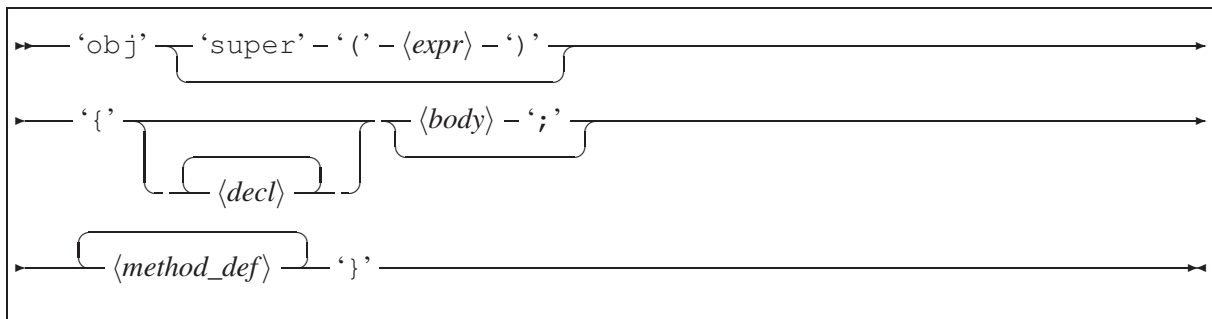 ‘obj’ ‘super’ ‘(’ ⟨expr⟩ ‘)’
‘{’ ⟨body⟩ ‘;’
⟨decl⟩
⟨method_def⟩ ‘}’